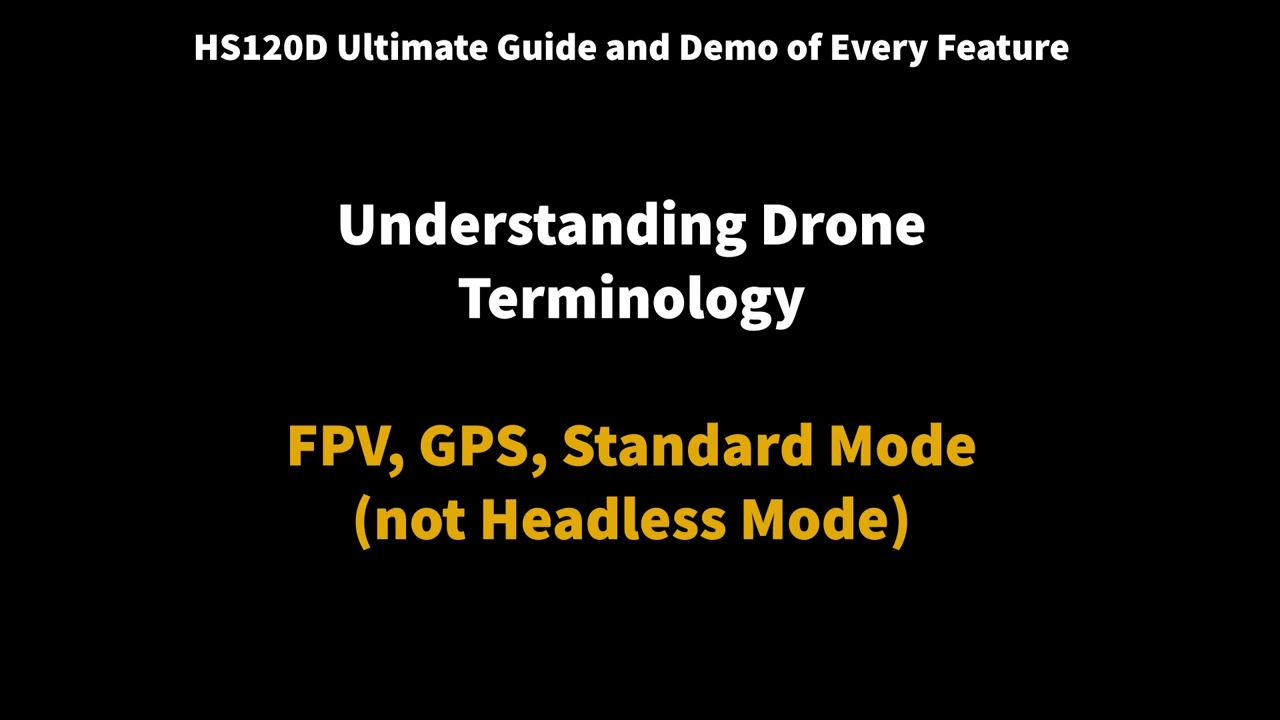 HS120D Ultimate Guide and Demo of Every Feature
Understanding Drone
Terminology
FPV, GPS, Standard Mode
(not Headless Mode)